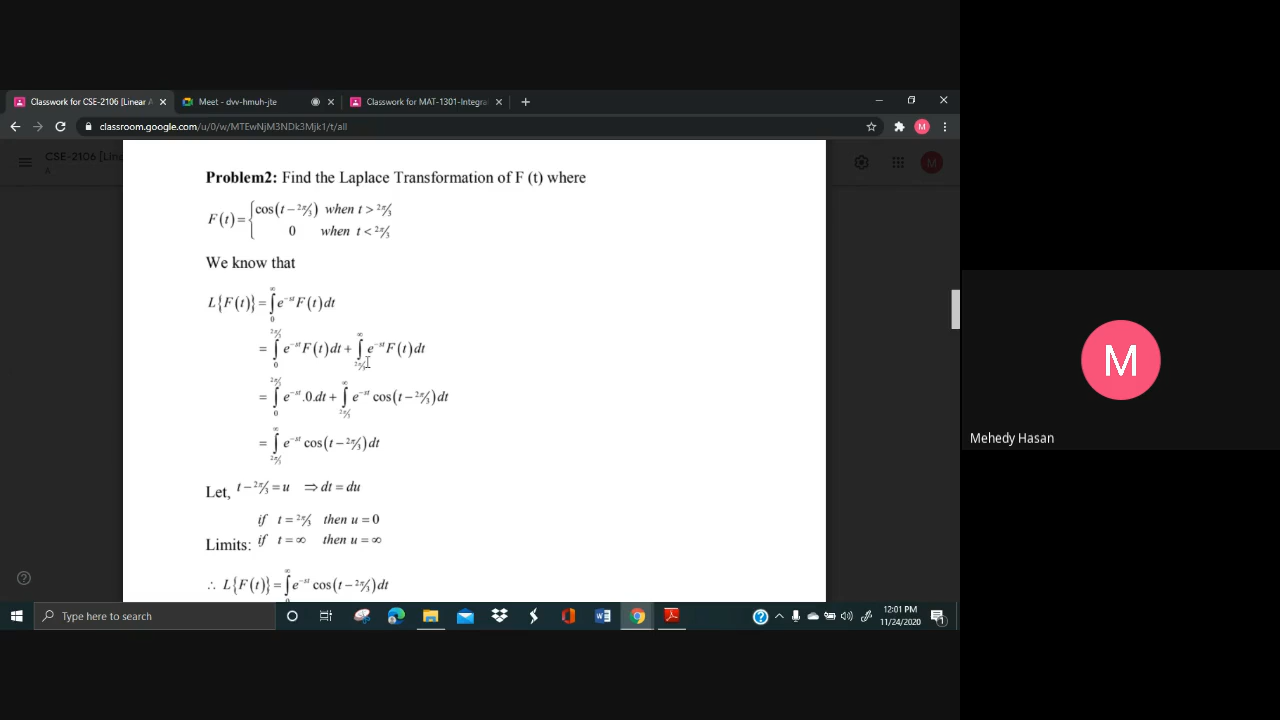 Classwork for CSE-2106 [Linear A
Meet - dvv-hmuh-jte
Classwork for MAT-1301-Integra
classroom.google.com/u/0/w/MTEwNjM3NDk3Mjk1/t/all
M
CSE-2106 [Lin
A
M
Problem2: Find the Laplace Transformation of F (t) where
F(t) = { cos(t − 2π/3) when t > 2π/3
0 when t < 2π/3
We know that
L{F(t)} = ∫_0^∞ e^{-st} F(t) dt
= ∫_0^{2π/3} e^{-st} F(t) dt + ∫_{2π/3}^∞ e^{-st} F(t) dt
= ∫_0^{2π/3} e^{-st} .0.dt + ∫_{2π/3}^∞ e^{-st} cos(t − 2π/3) dt
= ∫_{2π/3}^∞ e^{-st} cos(t − 2π/3) dt
Let, t − 2π/3 = u ⇒ dt = du
if t = 2π/3 then u = 0
Limits: if t = ∞ then u = ∞
∴ L{F(t)} = ∫_0^∞ e^{-st} cos(t − 2π/3) dt
M
Mehedy Hasan
Type here to search
12:01 PM
11/24/2020
1